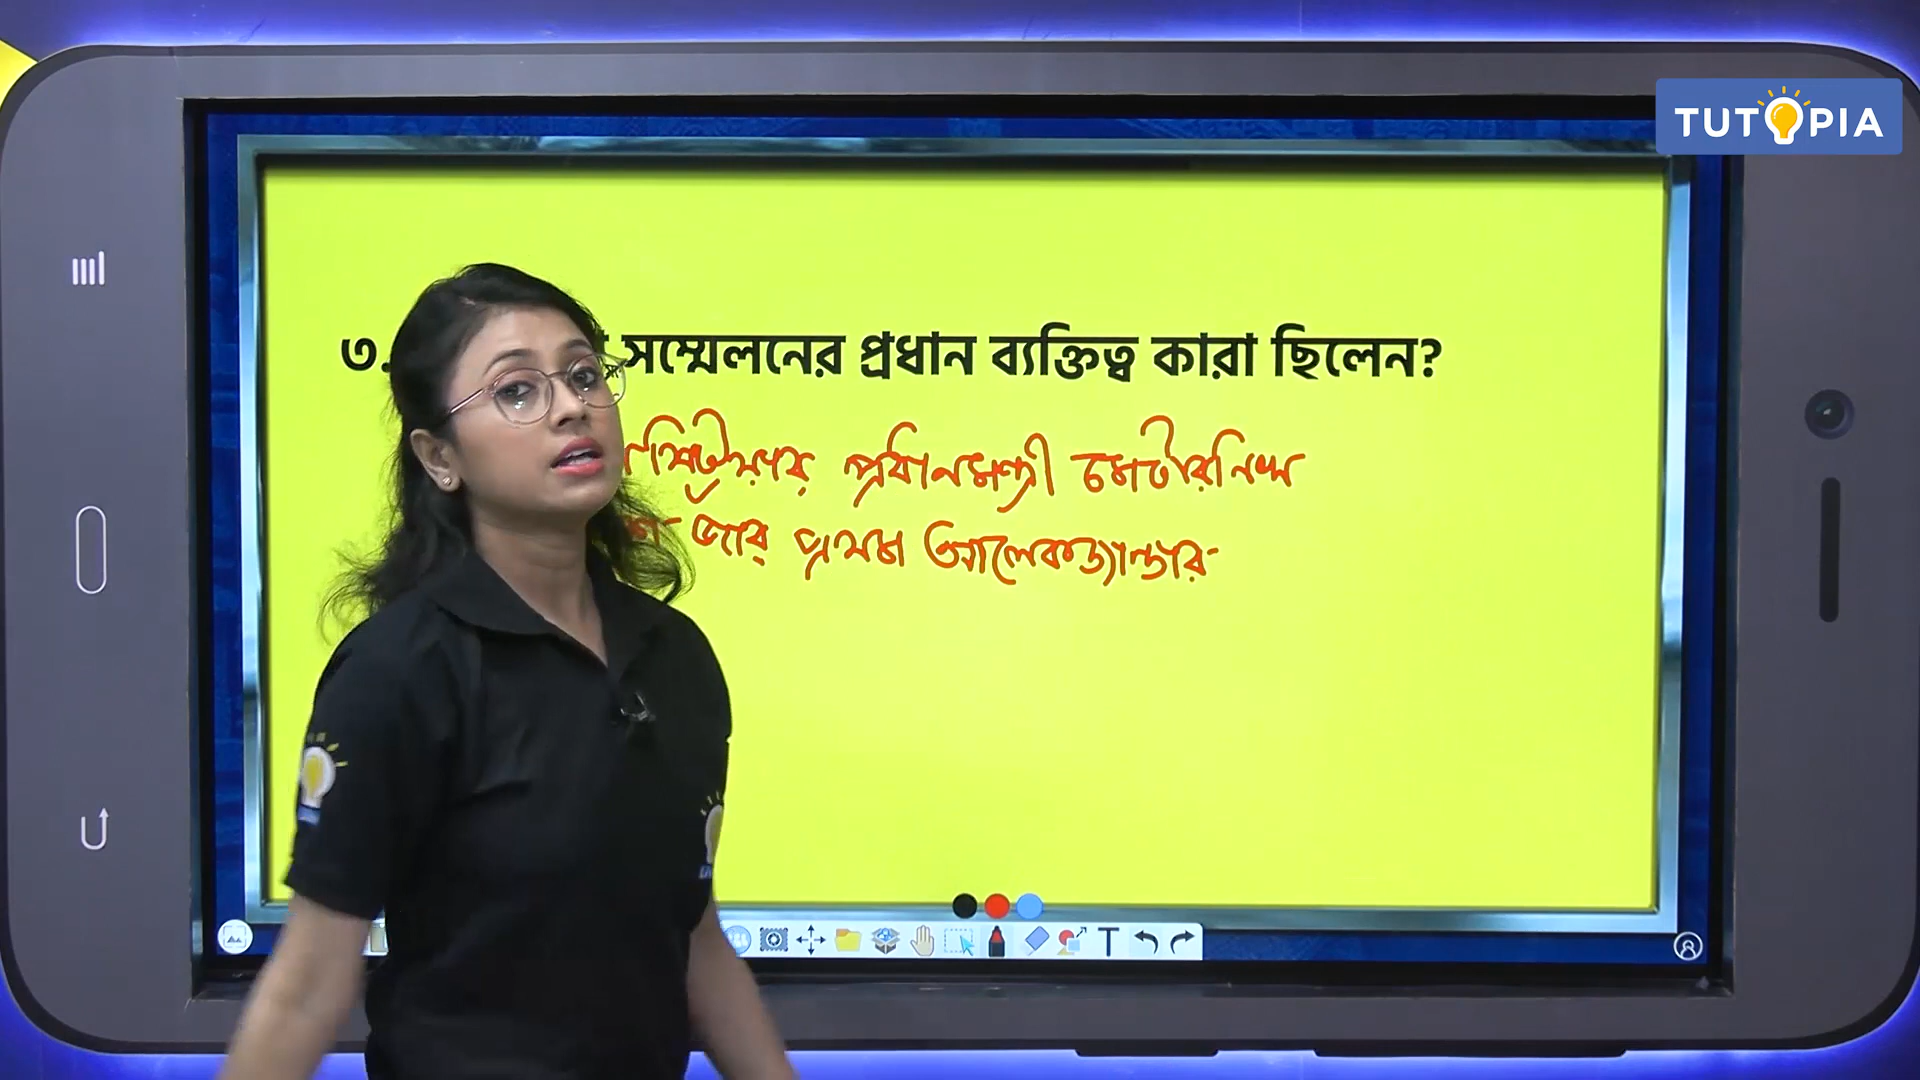 TUTOPIA
৩. সম্মেলনের প্রধান ব্যক্তিত্ব কারা ছিলেন?
প্রধানমন্ত্রী মেটারনিখ
জার প্রথম আলেকজান্ডার
T